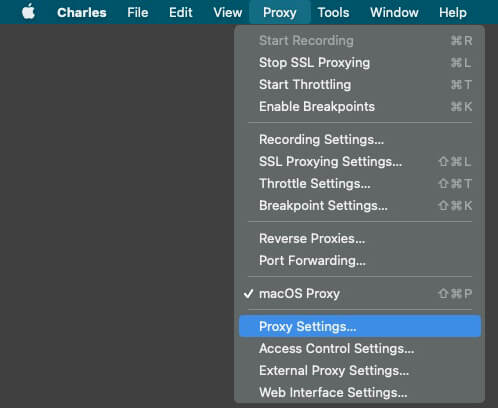 Charles File Edit View Proxy Tools Window Help
Start Recording ⌘R
Stop SSL Proxying ⌘L
Start Throttling ⌘T
Enable Breakpoints ⌘K
Recording Settings...
SSL Proxying Settings... ⇧⌘L
Throttle Settings... ⇧⌘T
Breakpoint Settings... ⇧⌘K
Reverse Proxies...
Port Forwarding...
✓ macOS Proxy ⇧⌘P
Proxy Settings...
Access Control Settings...
External Proxy Settings...
Web Interface Settings...